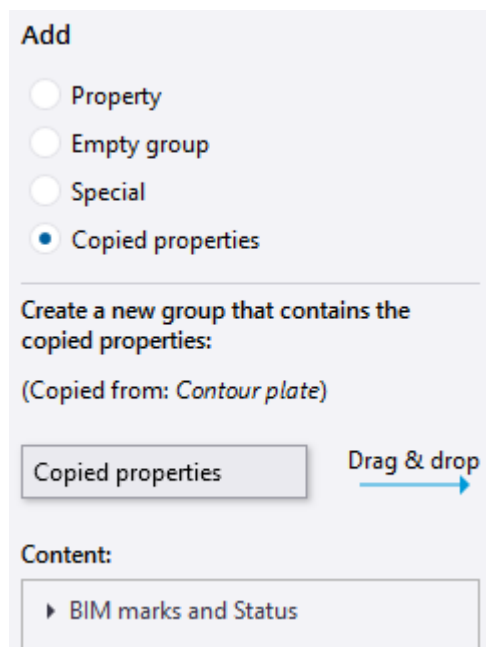 Add
Property
Empty group
Special
Copied properties
Create a new group that contains the
copied properties:
(Copied from: Contour plate)
Copied properties
Drag & drop
Content:
BIM marks and Status